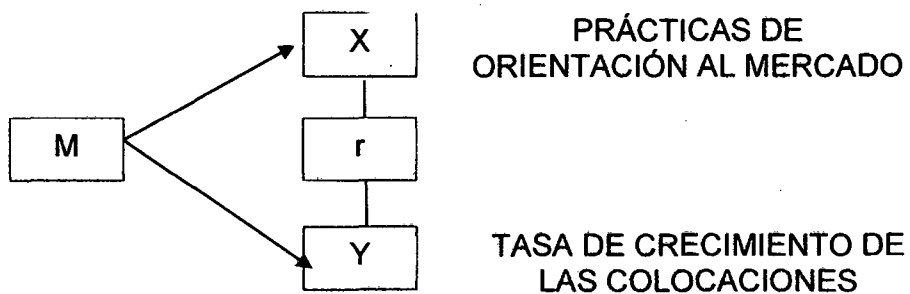 X
PRÁCTICAS DE
ORIENTACIÓN AL MERCADO
M
r
Y
TASA DE CRECIMIENTO DE
LAS COLOCACIONES